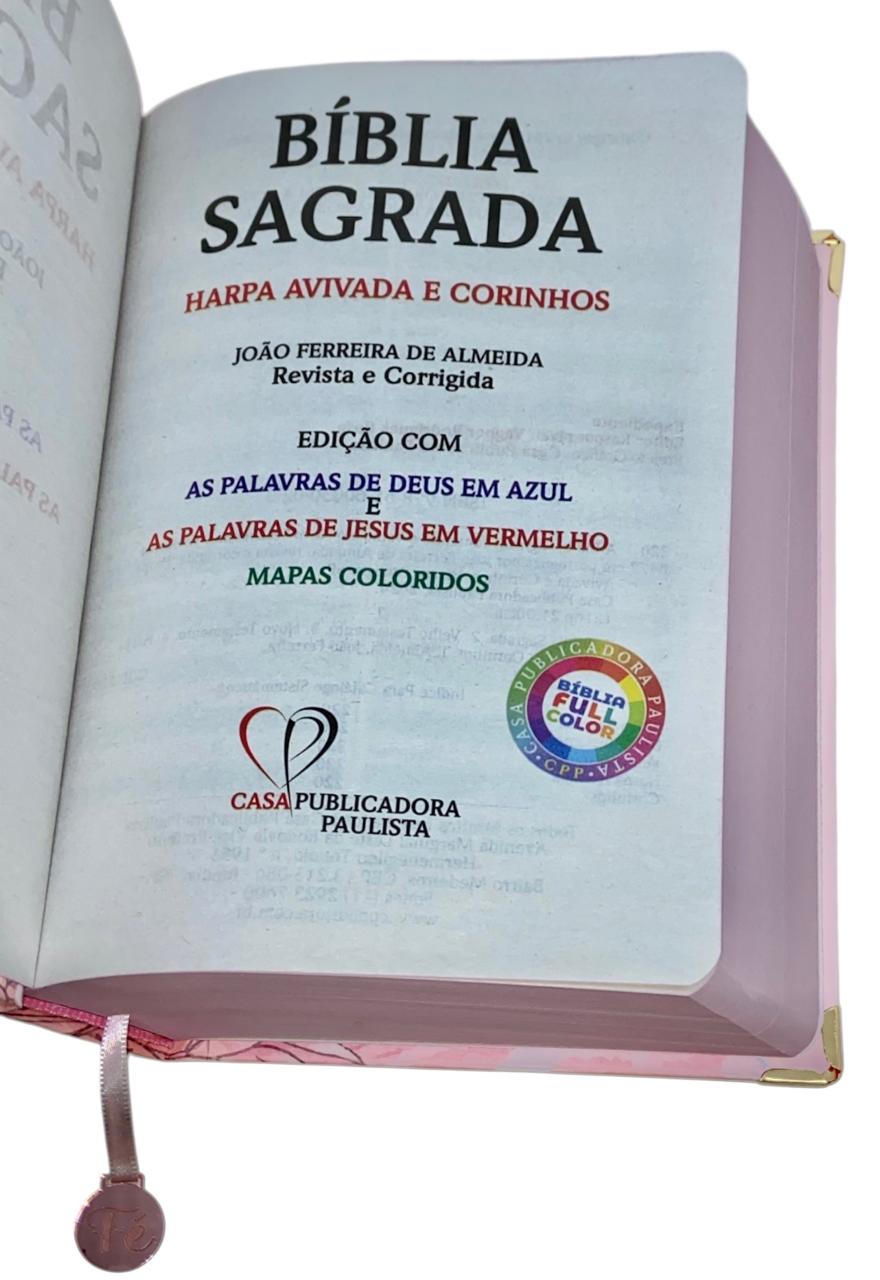 BÍBLIA
SAGRADA
HARPA AVIVADA E CORINHOS
JOÃO FERREIRA DE ALMEIDA
Revista e Corrigida
EDIÇÃO COM
AS PALAVRAS DE DEUS EM AZUL
E
AS PALAVRAS DE JESUS EM VERMELHO
MAPAS COLORIDOS
CASA PUBLICADORA PAULISTA
BÍBLIA
FULL
COLOR
CPP
CASA PUBLICADORA
PAULISTA
Fé